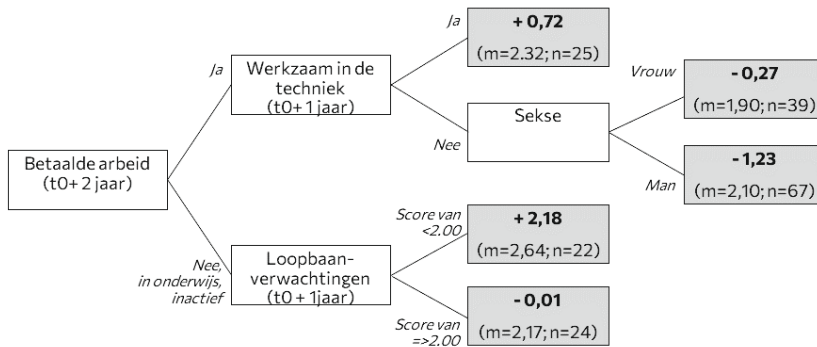 Betaalde arbeid
(t0+ 2 jaar)
Ja
Werkzaam in de
techniek
(t0+ 1 jaar)
Ja
+ 0,72
(m=2.32; n=25)
Nee
Sekse
Vrouw
- 0,27
(m=1,90; n=39)
Man
- 1,23
(m=2,10; n=67)
Nee,
in onderwijs,
inactief
Loopbaan-
verwachtingen
(t0 + 1jaar)
Score van
<2.00
+ 2,18
(m=2,64; n=22)
Score van
=>2.00
- 0,01
(m=2,17; n=24)